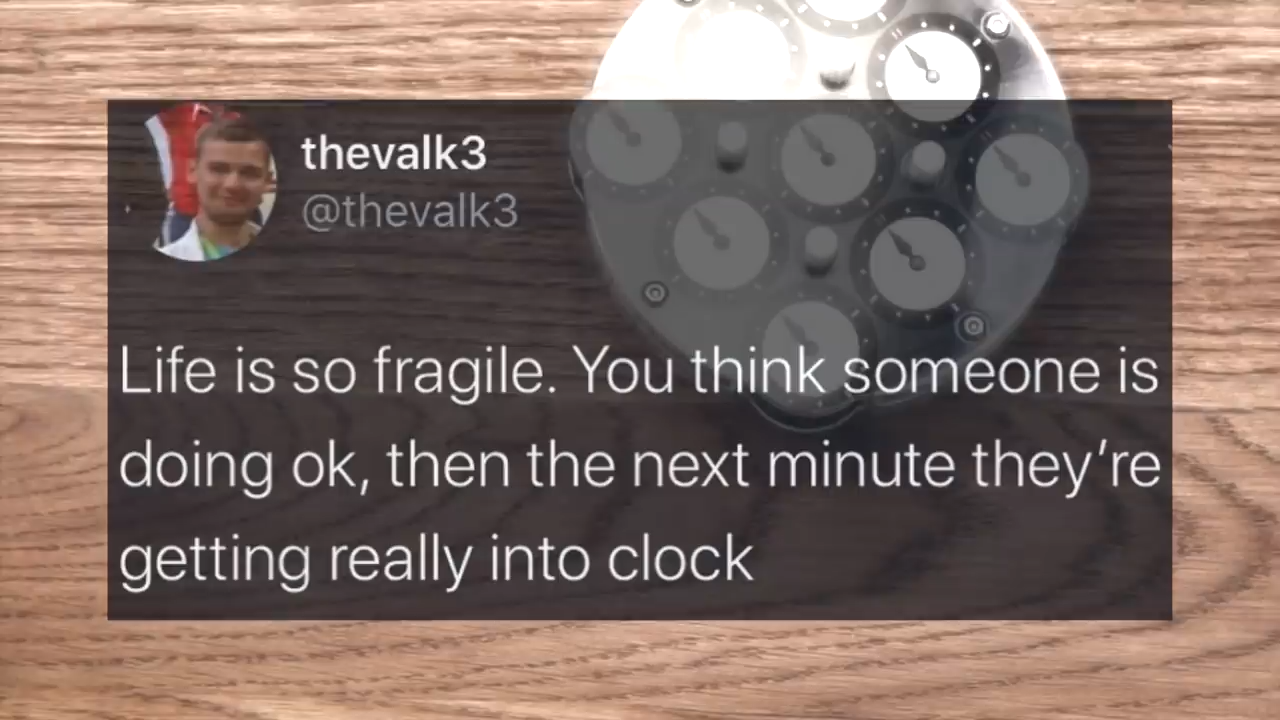 thevalk3
@thevalk3
Life is so fragile. You think someone is
doing ok, then the next minute they’re
getting really into clock